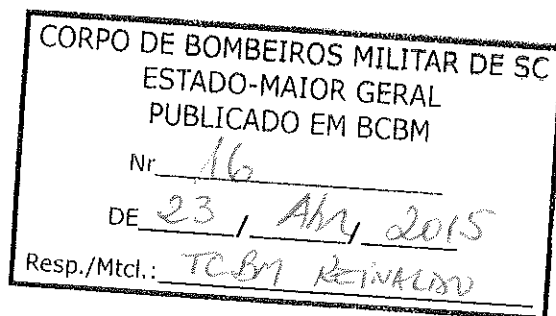 CORPO DE BOMBEIROS MILITAR DE SC
ESTADO-MAIOR GERAL
PUBLICADO EM BCBM
Nr 16
DE 23 / Abr / 2015
Resp./Mtcl.: TCBM REINALDO